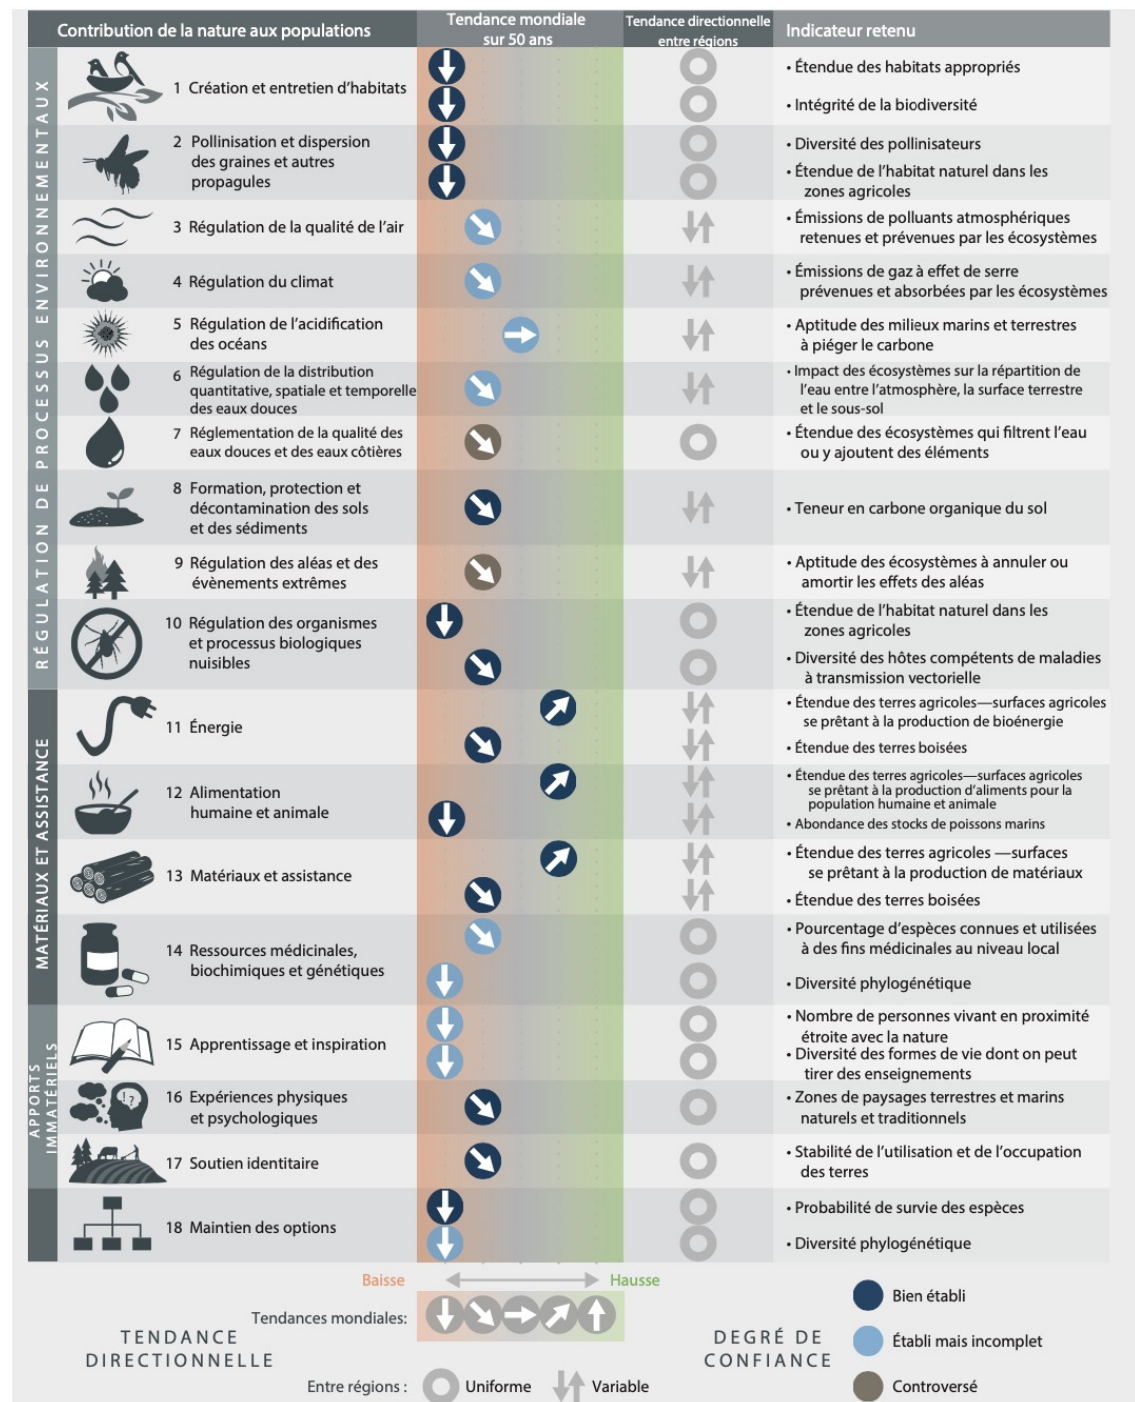 Contribution de la nature aux populations
Tendance mondiale
sur 50 ans
Tendance directionnelle
entre régions
Indicateur retenu
RÉGULATION DE PROCESSUS ENVIRONNEMENTAUX
1 Création et entretien d'habitats
• Étendue des habitats appropriés
• Intégrité de la biodiversité
2 Pollinisation et dispersion
des graines et autres
propagules
• Diversité des pollinisateurs
• Étendue de l'habitat naturel dans les
zones agricoles
3 Régulation de la qualité de l'air
• Émissions de polluants atmosphériques
retenues et prévenues par les écosystèmes
4 Régulation du climat
• Émissions de gaz à effet de serre
prévenues et absorbées par les écosystèmes
5 Régulation de l'acidification
des océans
• Aptitude des milieux marins et terrestres
à piéger le carbone
6 Régulation de la distribution
quantitative, spatiale et temporelle
des eaux douces
• Impact des écosystèmes sur la répartition de
l'eau entre l'atmosphère, la surface terrestre
et le sous-sol
7 Réglementation de la qualité des
eaux douces et des eaux côtières
• Étendue des écosystèmes qui filtrent l'eau
ou y ajoutent des éléments
8 Formation, protection et
décontamination des sols
et des sédiments
• Teneur en carbone organique du sol
9 Régulation des aléas et des
évènements extrêmes
• Aptitude des écosystèmes à annuler ou
amortir les effets des aléas
10 Régulation des organismes
et processus biologiques
nuisibles
• Étendue de l'habitat naturel dans les
zones agricoles
• Diversité des hôtes compétents de maladies
à transmission vectorielle
MATÉRIAUX ET ASSISTANCE
11 Énergie
• Étendue des terres agricoles—surfaces agricoles
se prêtant à la production de bioénergie
• Étendue des terres boisées
12 Alimentation
humaine et animale
• Étendue des terres agricoles—surfaces agricoles
se prêtant à la production d'aliments pour la
population humaine et animale
• Abondance des stocks de poissons marins
13 Matériaux et assistance
• Étendue des terres agricoles —surfaces
se prêtant à la production de matériaux
• Étendue des terres boisées
14 Ressources médicinales,
biochimiques et génétiques
• Pourcentage d'espèces connues et utilisées
à des fins médicinales au niveau local
• Diversité phylogénétique
APPORTS
IMMATÉRIELS
15 Apprentissage et inspiration
• Nombre de personnes vivant en proximité
étroite avec la nature
• Diversité des formes de vie dont on peut
tirer des enseignements
16 Expériences physiques
et psychologiques
! ?
• Zones de paysages terrestres et marins
naturels et traditionnels
17 Soutien identitaire
• Stabilité de l'utilisation et de l'occupation
des terres
18 Maintien des options
• Probabilité de survie des espèces
• Diversité phylogénétique
Baisse
Hausse
Tendances mondiales:
TENDANCE
DIRECTIONNELLE
Entre régions :
Uniforme
Variable
DEGRÉ DE
CONFIANCE
Bien établi
Établi mais incomplet
Controversé